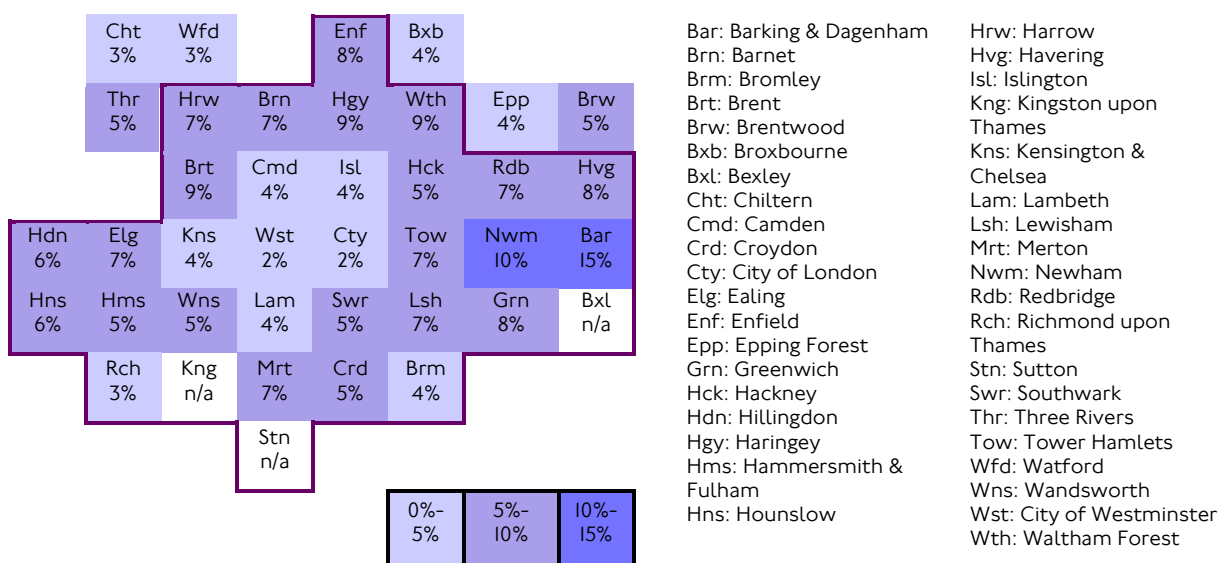 Cht Wfd Enf Bxb
3% 3% 8% 4%
Thr Hrw Brn Hgy Wth Epp Brw
5% 7% 7% 9% 9% 4% 5%
Brt Cmd Isl Hck Rdb Hvg
9% 4% 4% 5% 7% 8%
Hdn Elg Kns Wst Cty Tow Nwm Bar
6% 7% 4% 2% 2% 7% 10% 15%
Hns Hms Wns Lam Swr Lsh Grn Bxl
6% 5% 5% 4% 5% 7% 8% n/a
Rch Kng Mrt Crd Brm
3% n/a 7% 5% 4%
Stn
n/a
0%- 5%- 10%-
5% 10% 15%
Bar: Barking & Dagenham
Brn: Barnet
Brm: Bromley
Brt: Brent
Brw: Brentwood
Bxb: Broxbourne
Bxl: Bexley
Cht: Chiltern
Cmd: Camden
Crd: Croydon
Cty: City of London
Elg: Ealing
Enf: Enfield
Epp: Epping Forest
Grn: Greenwich
Hck: Hackney
Hdn: Hillingdon
Hgy: Haringey
Hms: Hammersmith &
Fulham
Hns: Hounslow
Hrw: Harrow
Hvg: Havering
Isl: Islington
Kng: Kingston upon
Thames
Kns: Kensington &
Chelsea
Lam: Lambeth
Lsh: Lewisham
Mrt: Merton
Nwm: Newham
Rdb: Redbridge
Rch: Richmond upon
Thames
Stn: Sutton
Swr: Southwark
Thr: Three Rivers
Tow: Tower Hamlets
Wfd: Watford
Wns: Wandsworth
Wst: City of Westminster
Wth: Waltham Forest